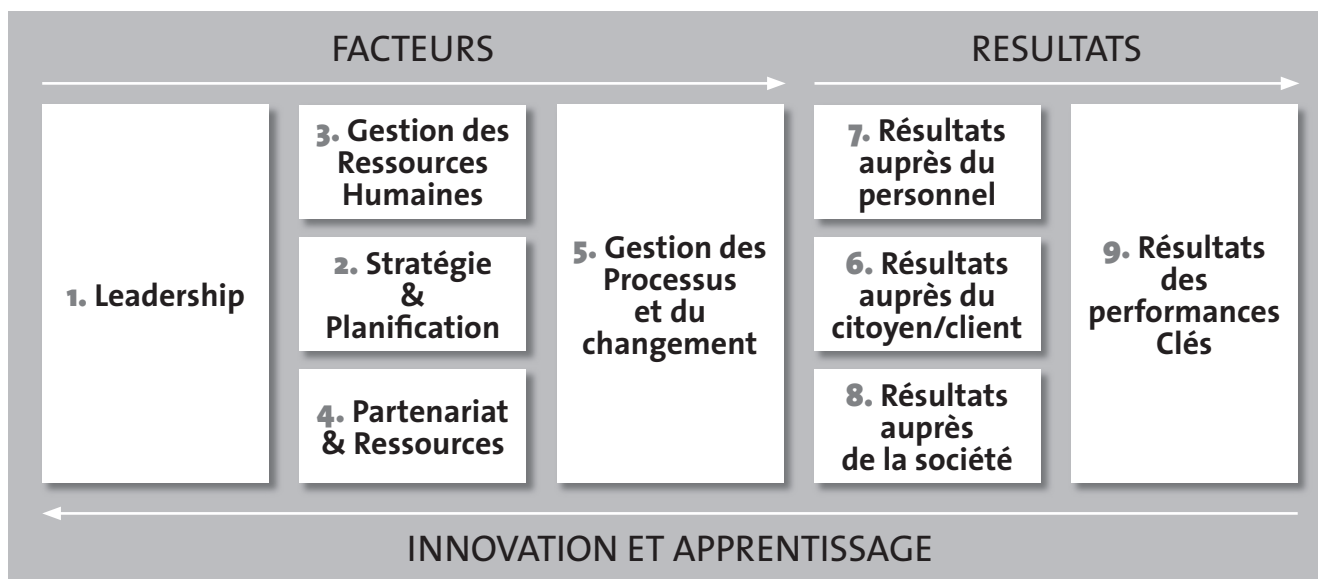 FACTEURS
RESULTATS
1. Leadership
3. Gestion des
Ressources
Humaines
2. Stratégie
&
Planification
4. Partenariat
& Ressources
5. Gestion des
Processus
et du
changement
7. Résultats
auprès du
personnel
6. Résultats
auprès du
citoyen/client
8. Résultats
auprès
de la société
9. Résultats
des
performances
Clés
INNOVATION ET APPRENTISSAGE